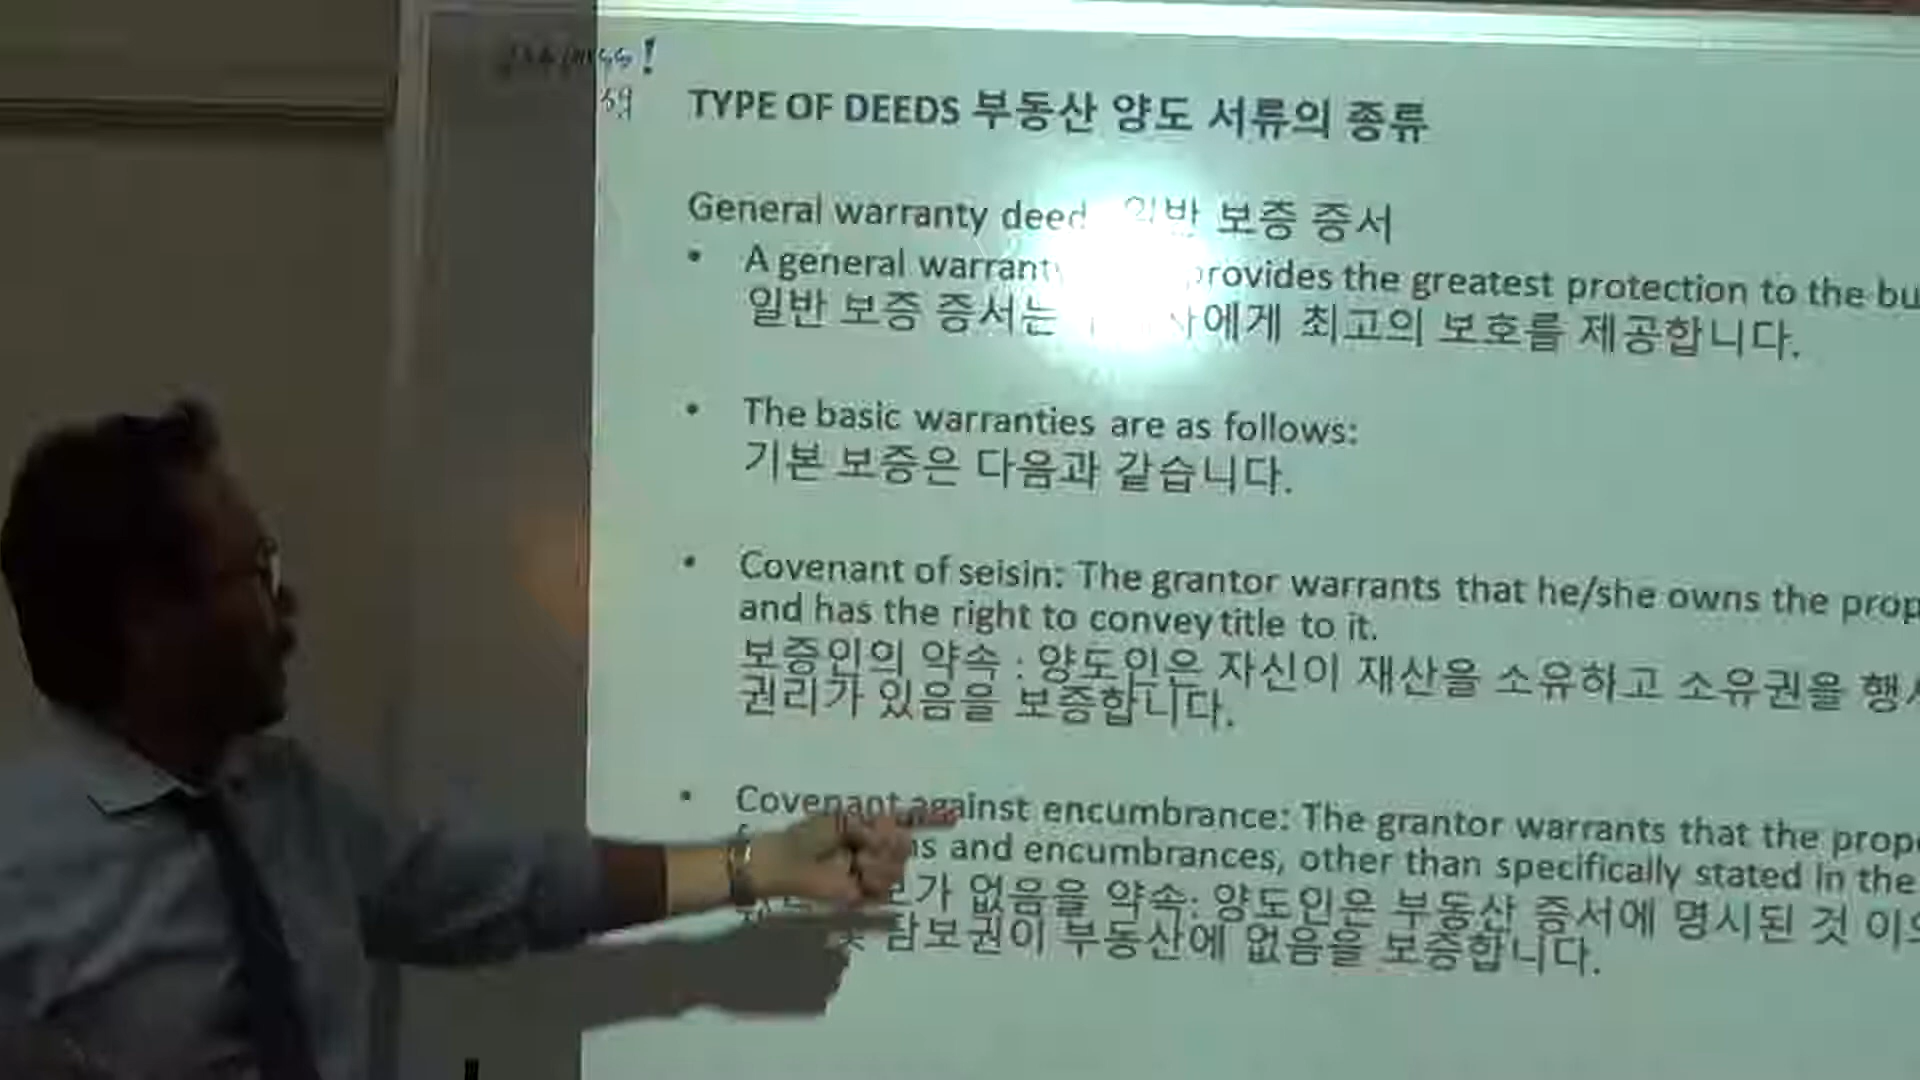 TYPE OF DEEDS 부동산 양도 서류의 종류
General warranty deed 일반 보증 증서
• A general warrant provides the greatest protection to the bu
일반 보증 증서는 에게 최고의 보호를 제공합니다.
• The basic warranties are as follows:
기본 보증은 다음과 같습니다.
• Covenant of seisin: The grantor warrants that he/she owns the prop
and has the right to convey title to it.
보증인의 약속 : 양도인은 자신이 재산을 소유하고 소유권을 행
권리가 있음을 보증합니다.
• Covenant against encumbrance: The grantor warrants that the prop
and encumbrances, other than specifically stated in the
가 없음을 약속: 양도인은 부동산 증서에 명시된 것 이
담보권이 부동산에 없음을 보증합니다.